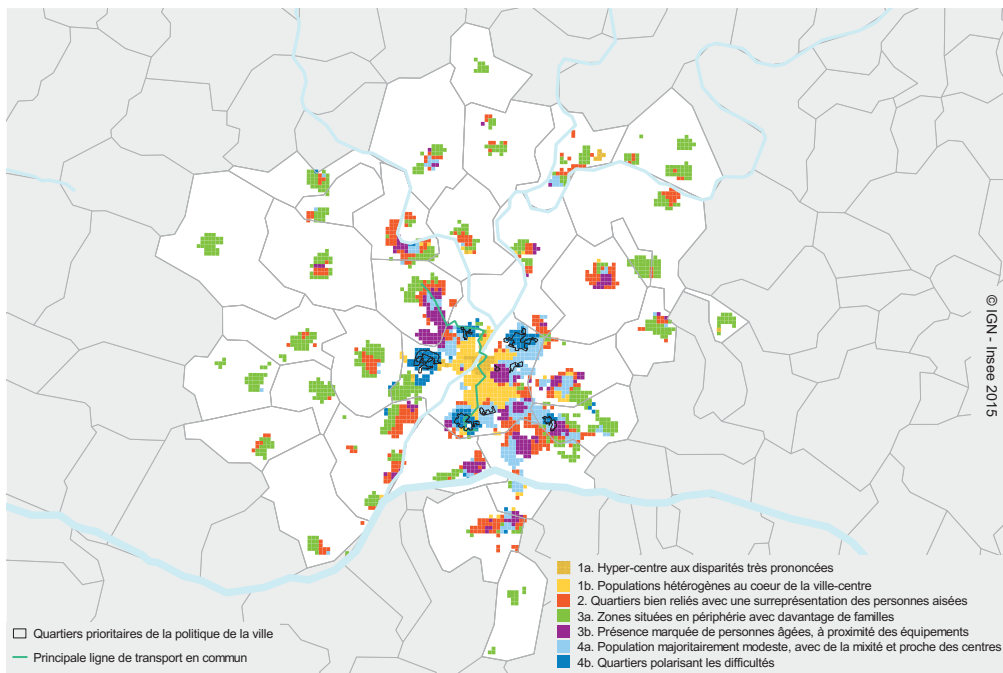 © IGN - Insee 2015
1a. Hyper-centre aux disparités très prononcées
1b. Populations hétérogènes au coeur de la ville-centre
2. Quartiers bien reliés avec une surreprésentation des personnes aisées
3a. Zones situées en périphérie avec davantage de familles
3b. Présence marquée de personnes âgées, à proximité des équipements
4a. Population majoritairement modeste, avec de la mixité et proche des centres
4b. Quartiers polarisant les difficultés
Quartiers prioritaires de la politique de la ville
Principale ligne de transport en commun